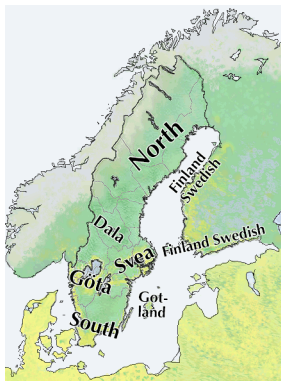 North
Finland
Swedish
Dala
Svea
Finland Swedish
Göta
Got-
land
South